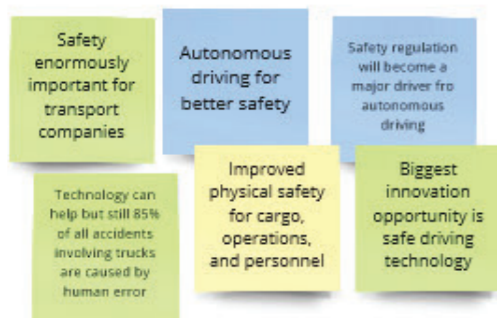 Safety
enormously
important for
transport
companies
Autonomous
driving for
better safety
Safety regulation
will become a
major driver fro
autonomous
driving
Technology can
help but still 85%
of all accidents
involving trucks
are caused by
human error
Improved
physical safety
for cargo,
operations,
and personnel
Biggest
innovation
opportunity is
safe driving
technology